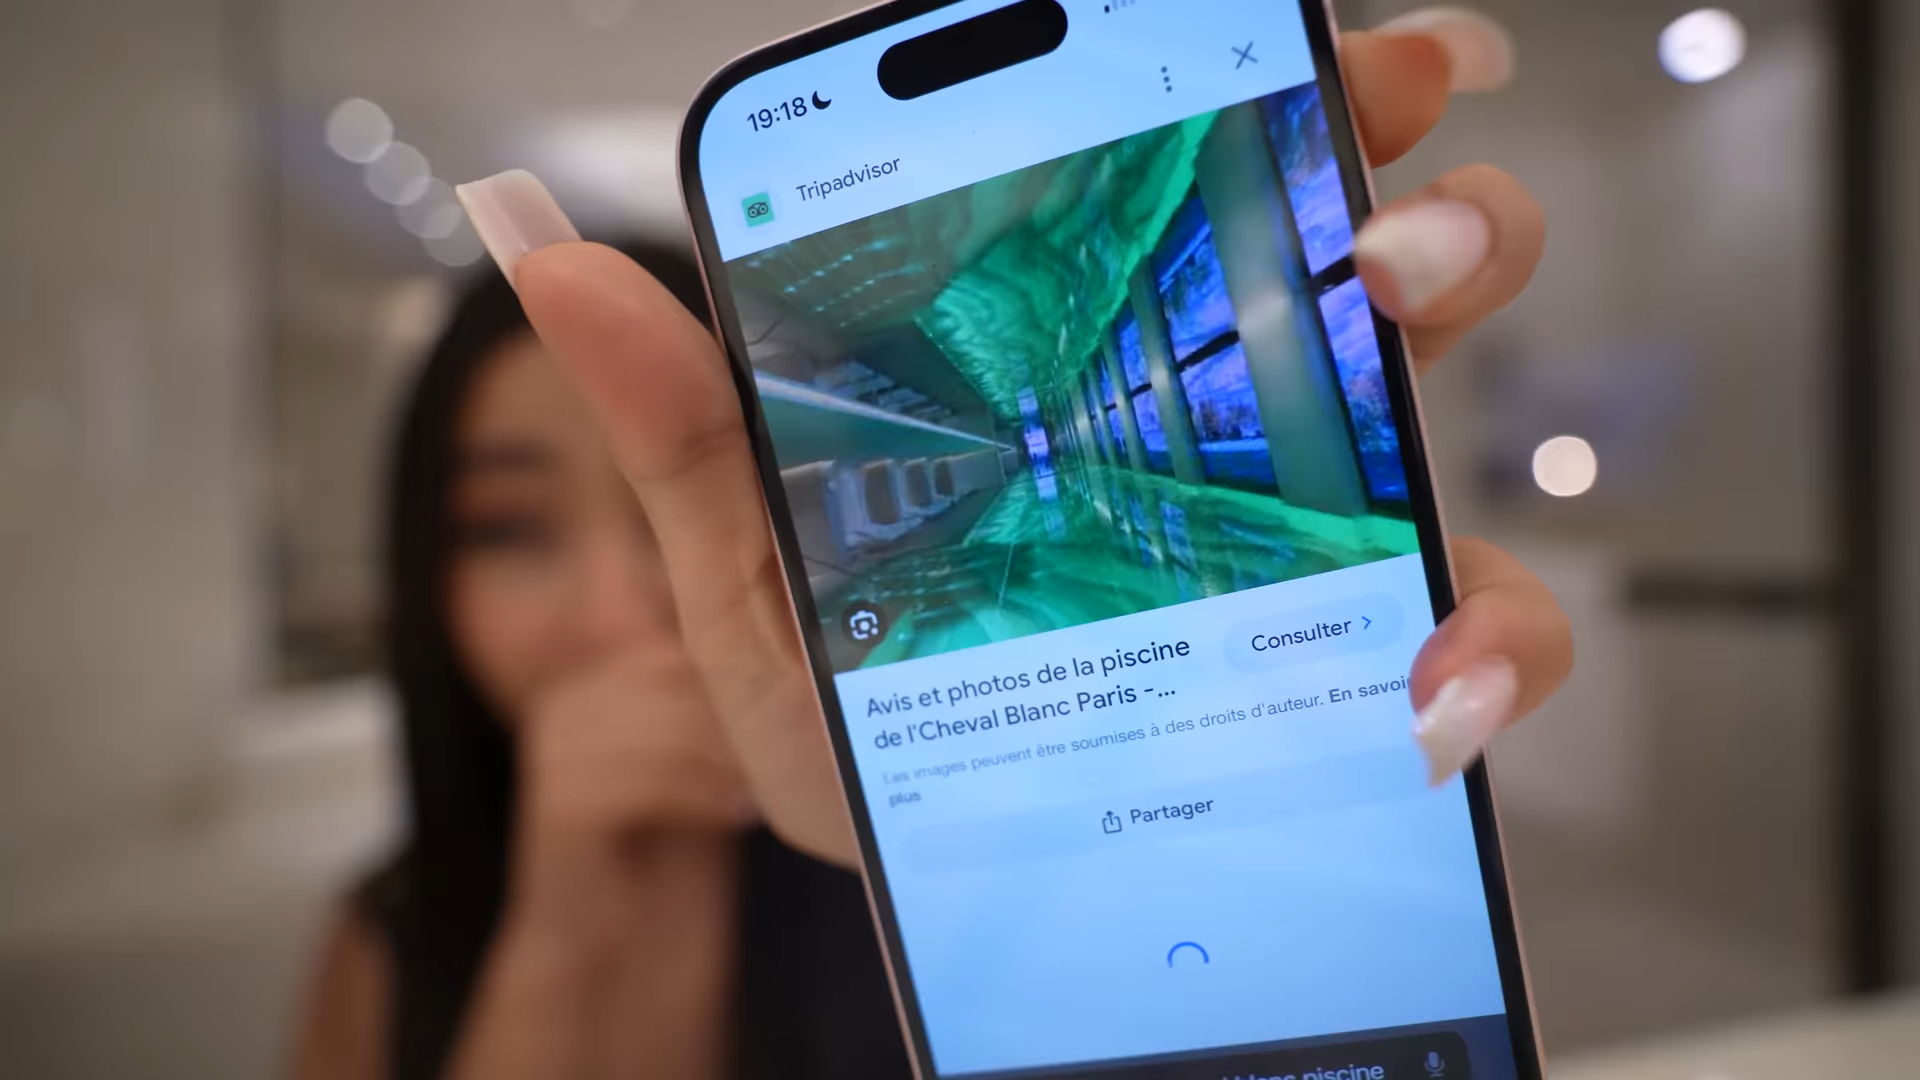 19:18
Tripadvisor
Avis et photos de la piscine
de l'Cheval Blanc Paris -...
Consulter
Les images peuvent être soumises à des droits d'auteur. En savoir
plus
Partager
piscine